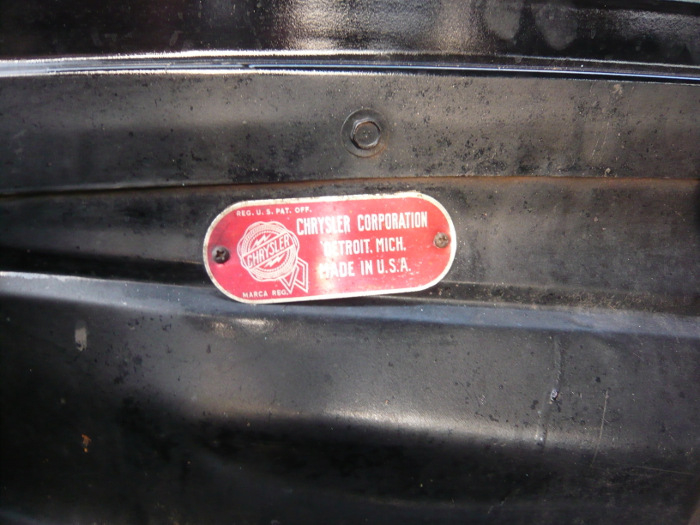 REG. U. S. PAT. OFF.
CHRYSLER CORPORATION
DETROIT, MICH.
MADE IN U.S.A.
CHRYSLER
MARCA REG.